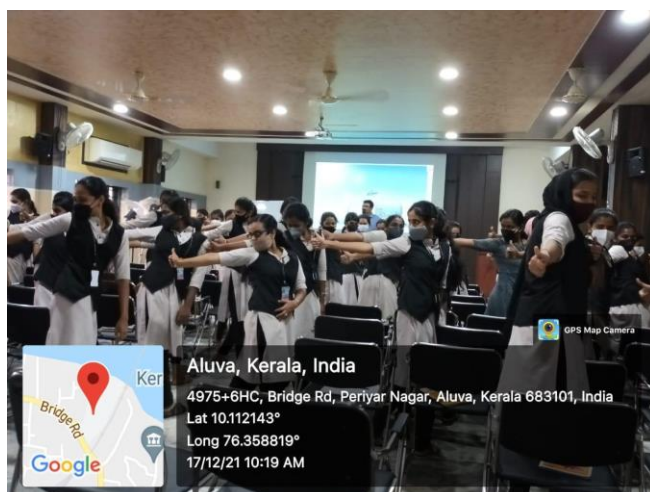 GPS Map Camera
Ker
Bridge Rd
Google
Aluva, Kerala, India
4975+6HC, Bridge Rd, Periyar Nagar, Aluva, Kerala 683101, India
Lat 10.112143°
Long 76.358819°
17/12/21 10:19 AM